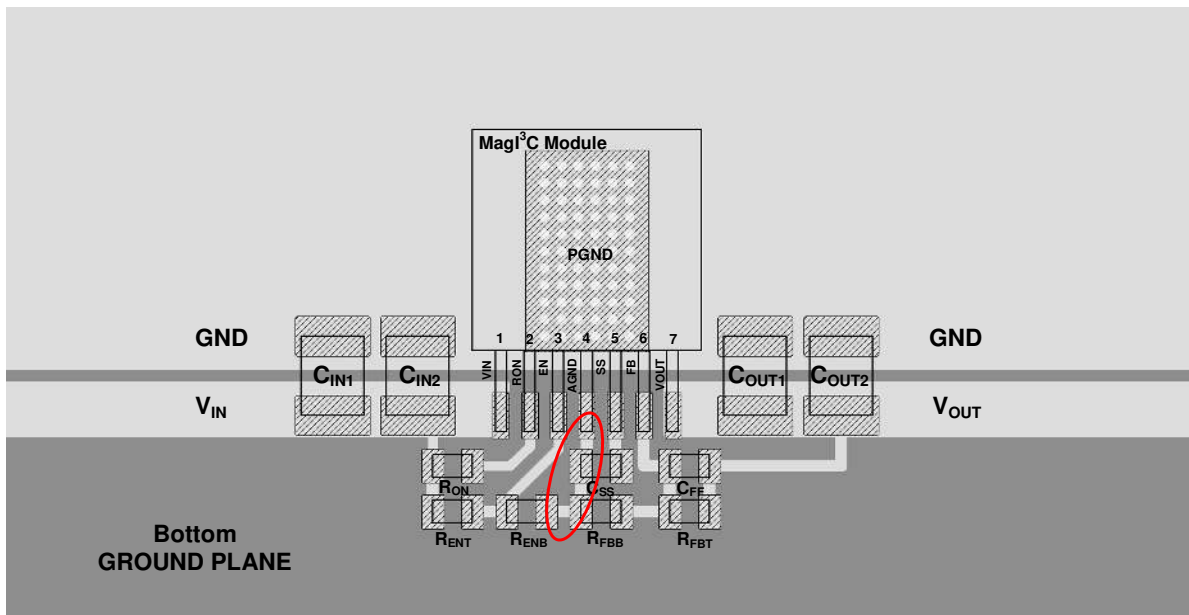 MagI³C Module
PGND
1 2 3 4 5 6 7
GND
GND
VIN
RON
EN
AGND
SS
FB
VOUT
CIN1
CIN2
COUT1
COUT2
VIN
VOUT
RON
CSS
CFF
RENT
RENB
RFBB
RFBT
Bottom
GROUND PLANE